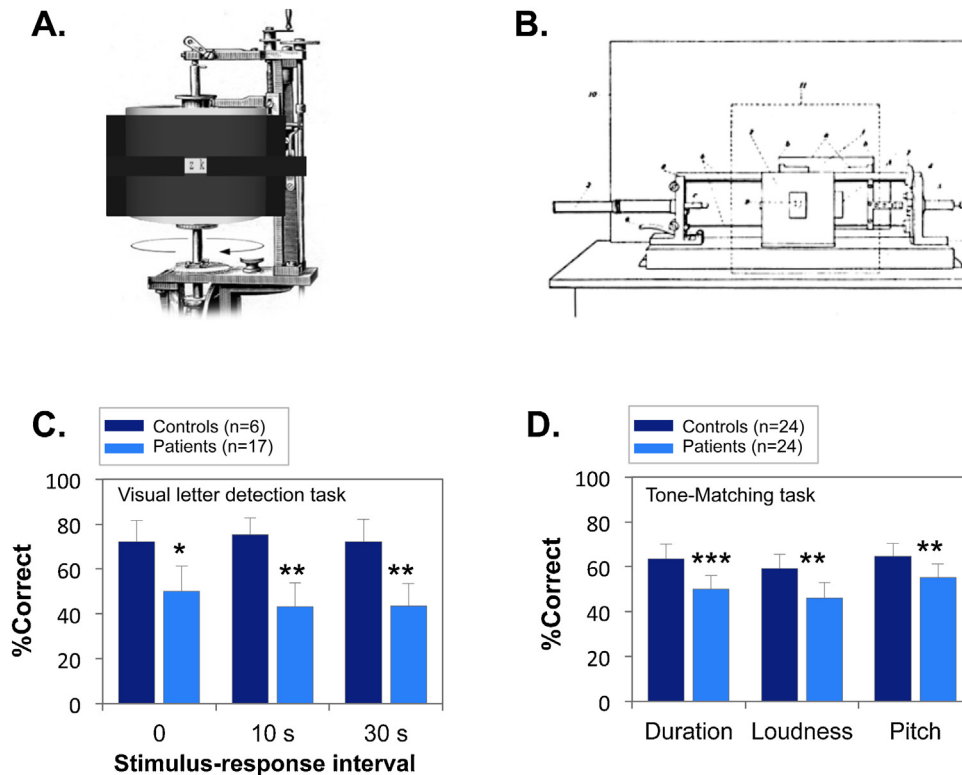 A.
B.
10
11
C.
Controls (n=6)
Patients (n=17)
Visual letter detection task
%Correct
100
80
60
40
20
0
*
**
**
0
10 s
30 s
Stimulus-response interval
D.
Controls (n=24)
Patients (n=24)
Tone-Matching task
%Correct
100
80
60
40
20
0
***
**
**
Duration
Loudness
Pitch